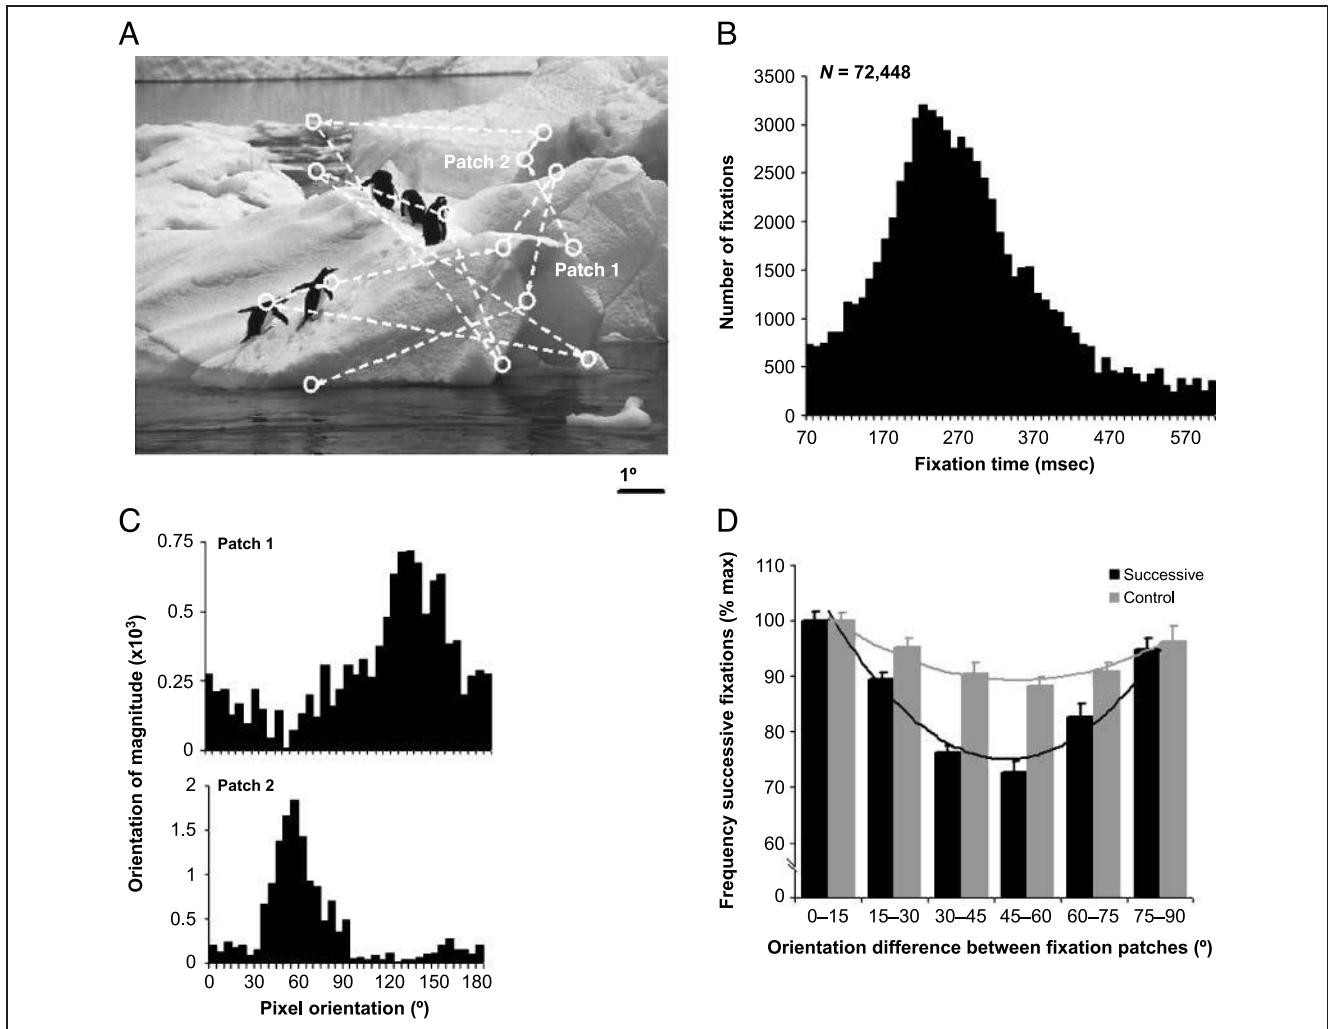 A
Patch 2
Patch 1
1º
B
N = 72,448
3500
3000
2500
2000
1500
1000
500
0
Number of fixations
70 170 270 370 470 570
Fixation time (msec)
C
Patch 1
0.75
0.5
0.25
0
Patch 2
2
1.5
1
0.5
0
Orientation of magnitude (x10³)
0 30 60 90 120 150 180
Pixel orientation (º)
D
Successive
Control
110
100
90
80
70
60
0
Frequency successive fixations (% max)
0–15 15–30 30–45 45–60 60–75 75–90
Orientation difference between fixation patches (º)